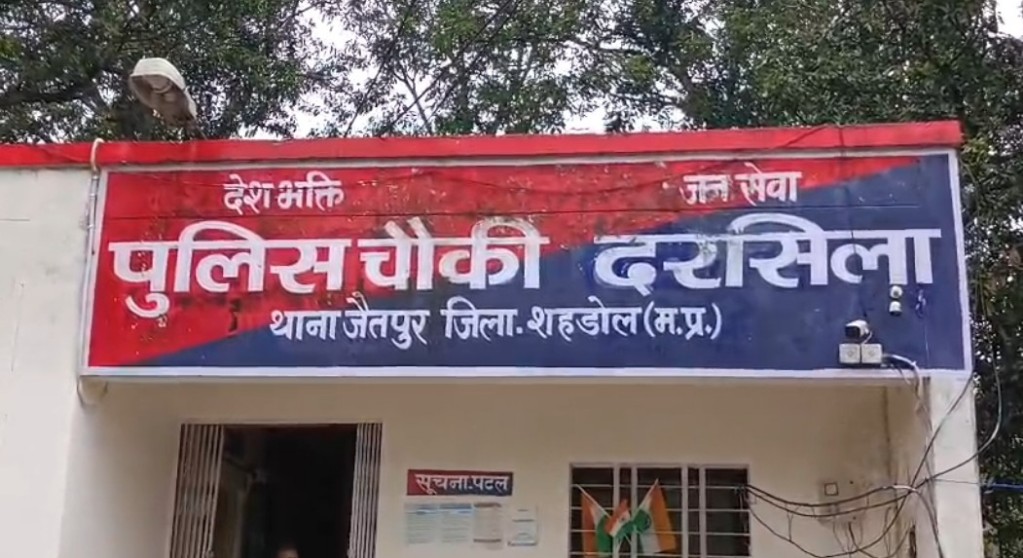 देश भक्ति जन सेवा
पुलिस चौकी दरसिला
थाना जैतपुर जिला. शहडोल (म.प्र.)
सूचना.पटल